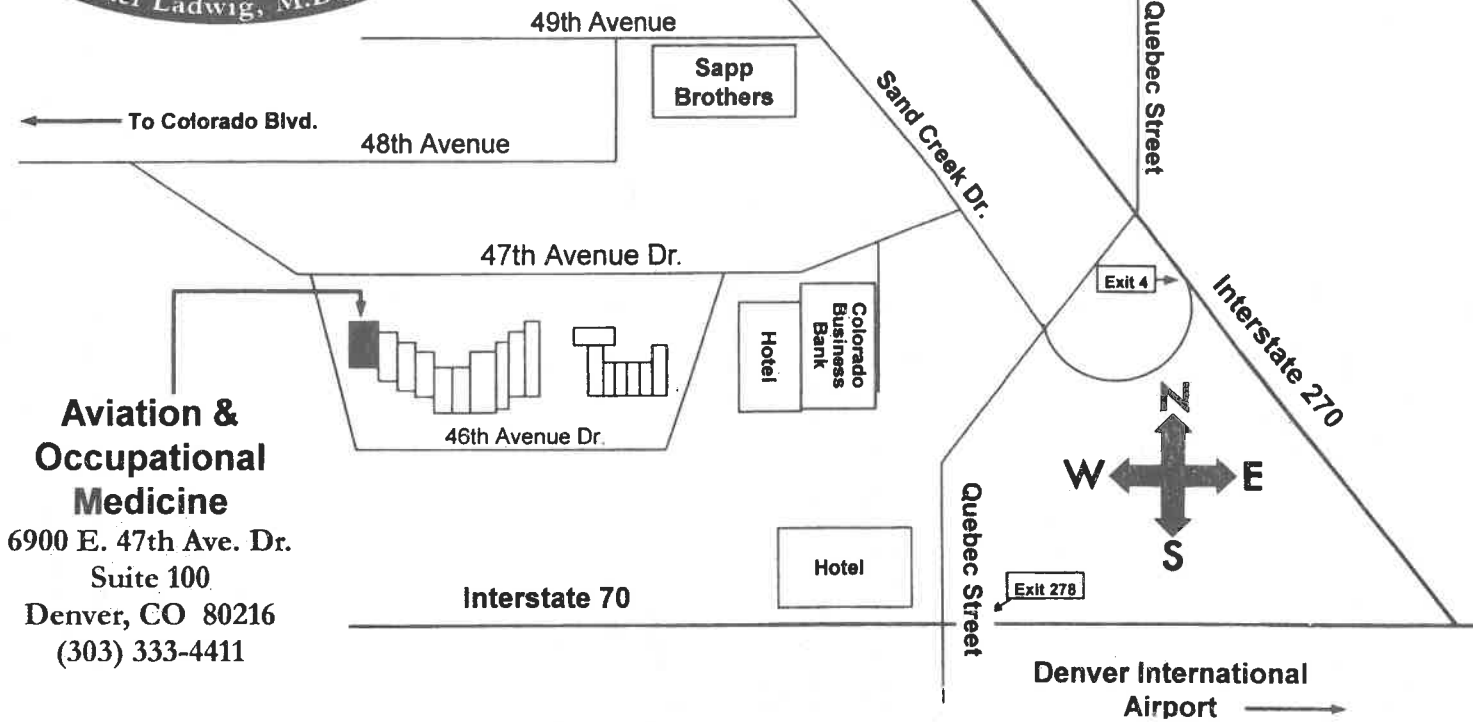 Ladwig,
49th Avenue
Sapp
Brothers
Quebec Street
To Colorado Blvd.
48th Avenue
Sand Creek Dr.
47th Avenue Dr.
Exit 4
Interstate 270
Hotel
Colorado
Business
Bank
46th Avenue Dr.
N
W
E
S
Aviation &
Occupational
Medicine
6900 E. 47th Ave. Dr.
Suite 100
Denver, CO 80216
(303) 333-4411
Interstate 70
Hotel
Quebec Street
Exit 278
Denver International
Airport